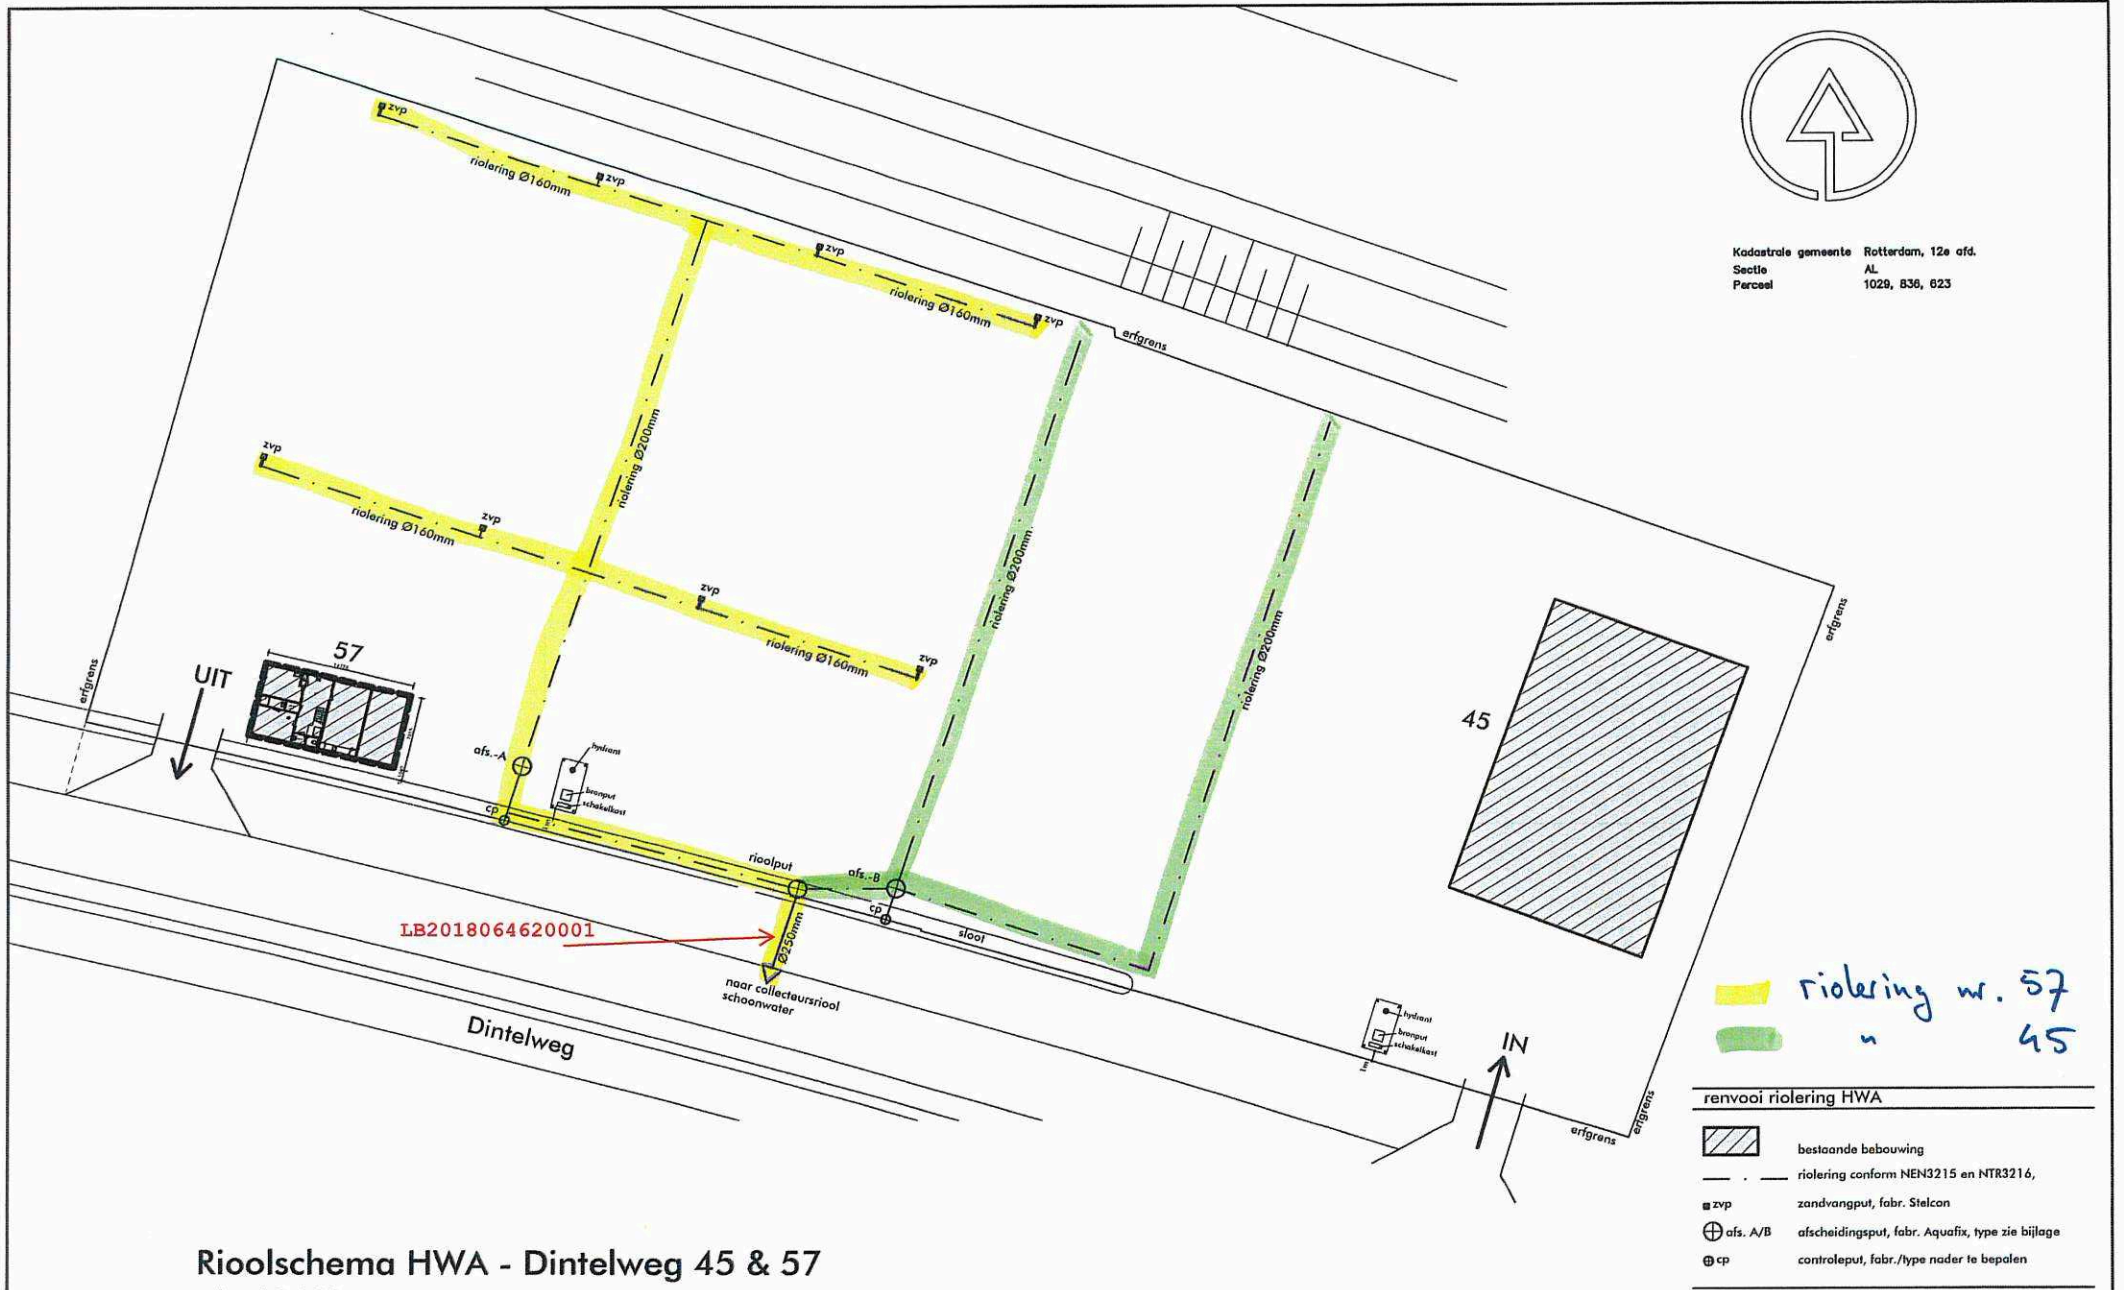 zvp
riolering Ø160mm
zvp
zvp
riolering Ø160mm
zvp
erfgrens
Kadastrale gemeente Rotterdam, 12e afd.
Sectie AL
Perceel 1029, 836, 623
riolering Ø200mm
zvp
riolering Ø160mm
zvp
zvp
riolering Ø160mm
zvp
riolering Ø200mm
riolering Ø200mm
erfgrens
45
57
UIT
erfgrens
afs.-A
hydrant
bronput
schakelkast
cp
1m
rioolput
afs.-B
cp
sloot
LB2018064620001
Ø250mm
naar collecteursriool
schoonwater
Dintelweg
hydrant
bronput
schakelkast
1m
IN
erfgrens
erfgrens
riolering nr. 57
" 45
renvooi riolering HWA
bestaande bebouwing
riolering conform NEN3215 en NTR3216,
zvp zandvangput, fabr. Stelcon
afs. A/B afscheidingsput, fabr. Aquafix, type zie bijlage
cp controleput, fabr./type nader te bepalen
Rioolschema HWA - Dintelweg 45 & 57